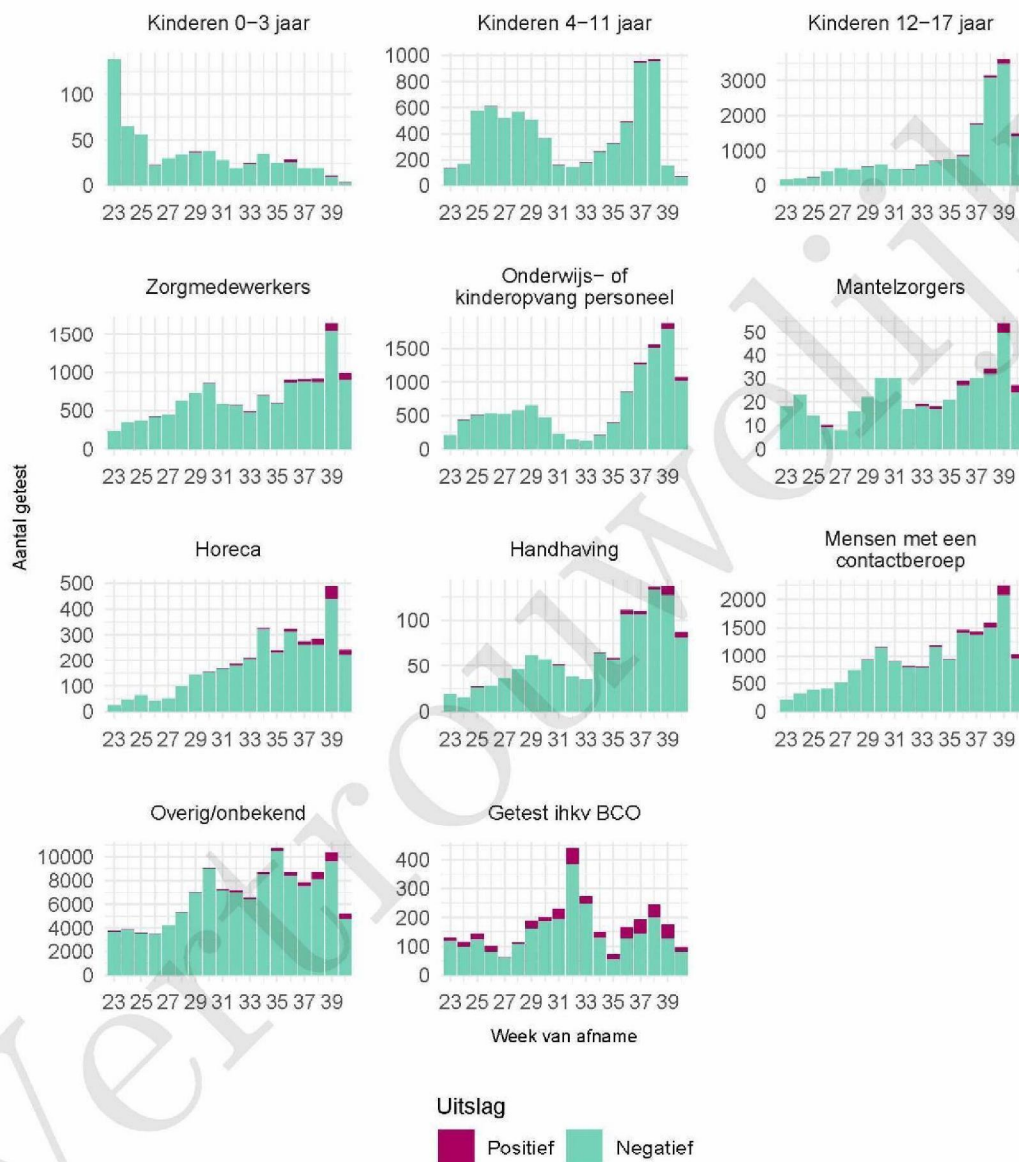 Kinderen 0−3 jaar
100
50
0
23 25 27 29 31 33 35 37 39
Kinderen 4−11 jaar
1000
800
600
400
200
0
23 25 27 29 31 33 35 37 39
Kinderen 12−17 jaar
3000
2000
1000
0
23 25 27 29 31 33 35 37 39
Zorgmedewerkers
1500
1000
500
0
23 25 27 29 31 33 35 37 39
Onderwijs− of
kinderopvang personeel
1500
1000
500
0
23 25 27 29 31 33 35 37 39
Mantelzorgers
50
40
30
20
10
0
23 25 27 29 31 33 35 37 39
Aantal getest
Horeca
500
400
300
200
100
0
23 25 27 29 31 33 35 37 39
Handhaving
100
50
0
23 25 27 29 31 33 35 37 39
Mensen met een
contactberoep
2000
1500
1000
500
0
23 25 27 29 31 33 35 37 39
Overig/onbekend
10000
8000
6000
4000
2000
0
23 25 27 29 31 33 35 37 39
Getest ihkv BCO
400
300
200
100
0
23 25 27 29 31 33 35 37 39
Week van afname
Uitslag
Positief
Negatief
Vertrouwelijk